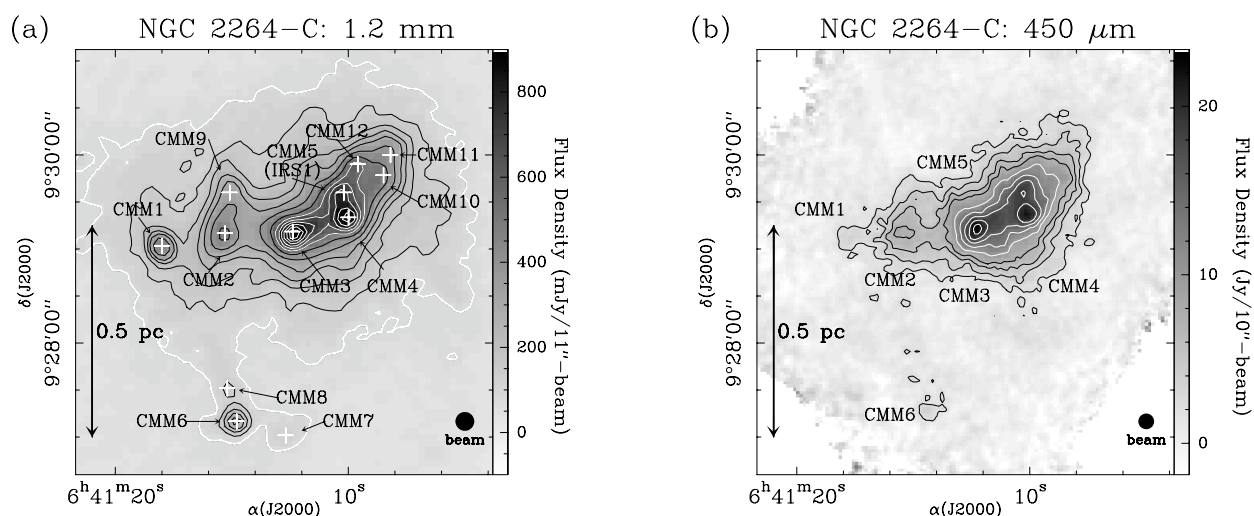 (a) NGC 2264−C: 1.2 mm
CMM9
CMM12
CMM5
(IRS1)
CMM11
CMM10
CMM1
CMM2
CMM3
CMM4
0.5 pc
CMM8
CMM6
CMM7
beam
9°30′00″
9°28′00″
δ(J2000)
6ʰ41ᵐ20ˢ
10ˢ
α(J2000)
800
600
400
200
0
Flux Density (mJy/11″−beam)
(b) NGC 2264−C: 450 μm
CMM5
CMM1
CMM2
CMM3
CMM4
0.5 pc
CMM6
beam
9°30′00″
9°28′00″
δ(J2000)
6ʰ41ᵐ20ˢ
10ˢ
α(J2000)
20
10
0
Flux Density (Jy/10″−beam)